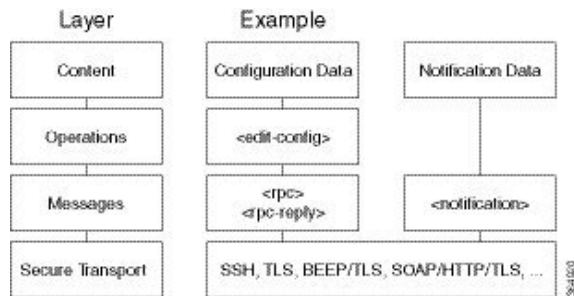 Layer Example
Content Configuration Data Notification Data
Operations <edit-config>
Messages <rpc>
<rpc-reply> <notification>
Secure Transport SSH, TLS, BEEP/TLS, SOAP/HTTP/TLS, ...